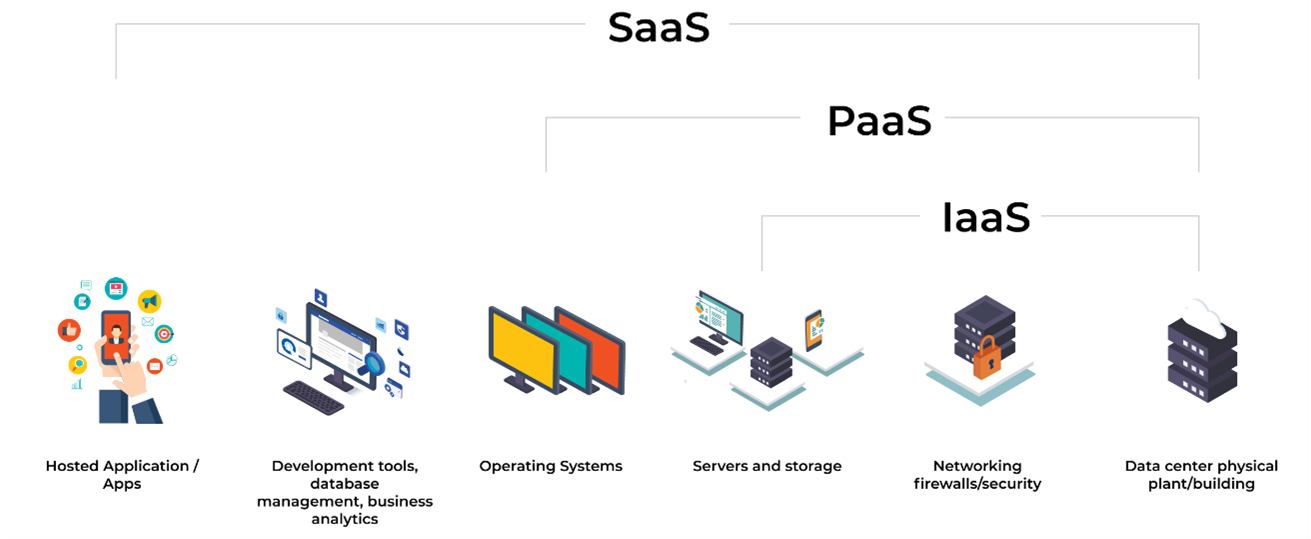 SaaS
PaaS
IaaS
Hosted Application /
Apps
Development tools,
database
management, business
analytics
Operating Systems
Servers and storage
Networking
firewalls/security
Data center physical
plant/building